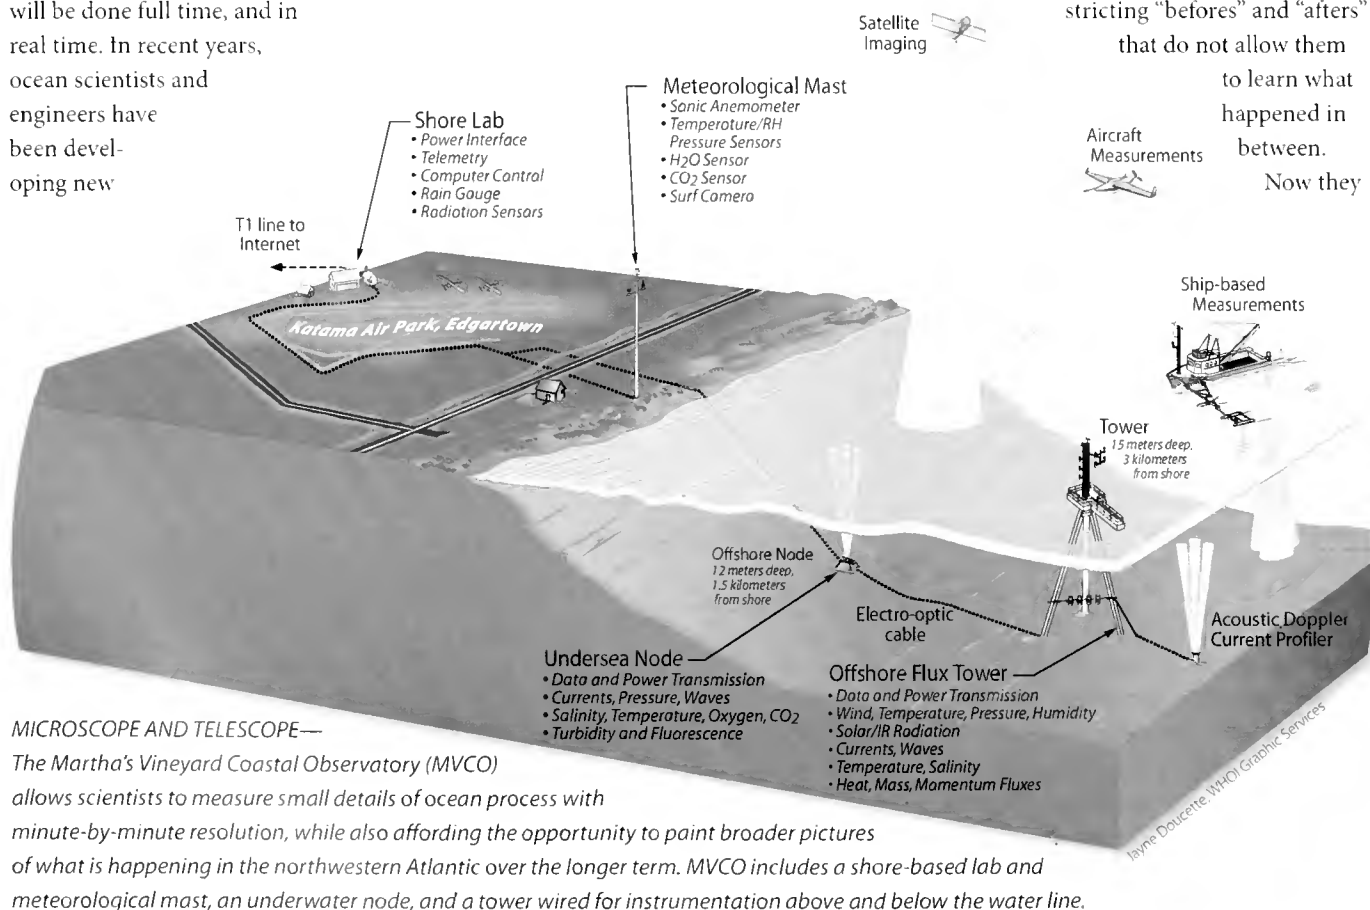 will be done full time, and in
real time. In recent years,
ocean scientists and
engineers have
been devel-
oping new
stricting "befores" and "afters"
that do not allow them
to learn what
happened in
between.
Now they
Satellite
Imaging
Aircraft
Measurements
Meteorological Mast
• Sonic Anemometer
• Temperature/RH
Pressure Sensors
• H2O Sensor
• CO2 Sensor
• Surf Camera
Shore Lab
• Power Interface
• Telemetry
• Computer Control
• Rain Gauge
• Radiation Sensors
T1 line to
Internet
Katama Air Park, Edgartown
Ship-based
Measurements
Tower
15 meters deep,
3 kilometers
from shore
Offshore Node
12 meters deep,
1.5 kilometers
from shore
Electro-optic
cable
Acoustic Doppler
Current Profiler
Undersea Node
• Data and Power Transmission
• Currents, Pressure, Waves
• Salinity, Temperature, Oxygen, CO2
• Turbidity and Fluorescence
Offshore Flux Tower
• Data and Power Transmission
• Wind, Temperature, Pressure, Humidity
• Solar/IR Radiation
• Currents, Waves
• Temperature, Salinity
• Heat, Mass, Momentum Fluxes
Jayne Doucette, WHOI Graphic Services
MICROSCOPE AND TELESCOPE—
The Martha's Vineyard Coastal Observatory (MVCO)
allows scientists to measure small details of ocean process with
minute-by-minute resolution, while also affording the opportunity to paint broader pictures
of what is happening in the northwestern Atlantic over the longer term. MVCO includes a shore-based lab and
meteorological mast, an underwater node, and a tower wired for instrumentation above and below the water line.